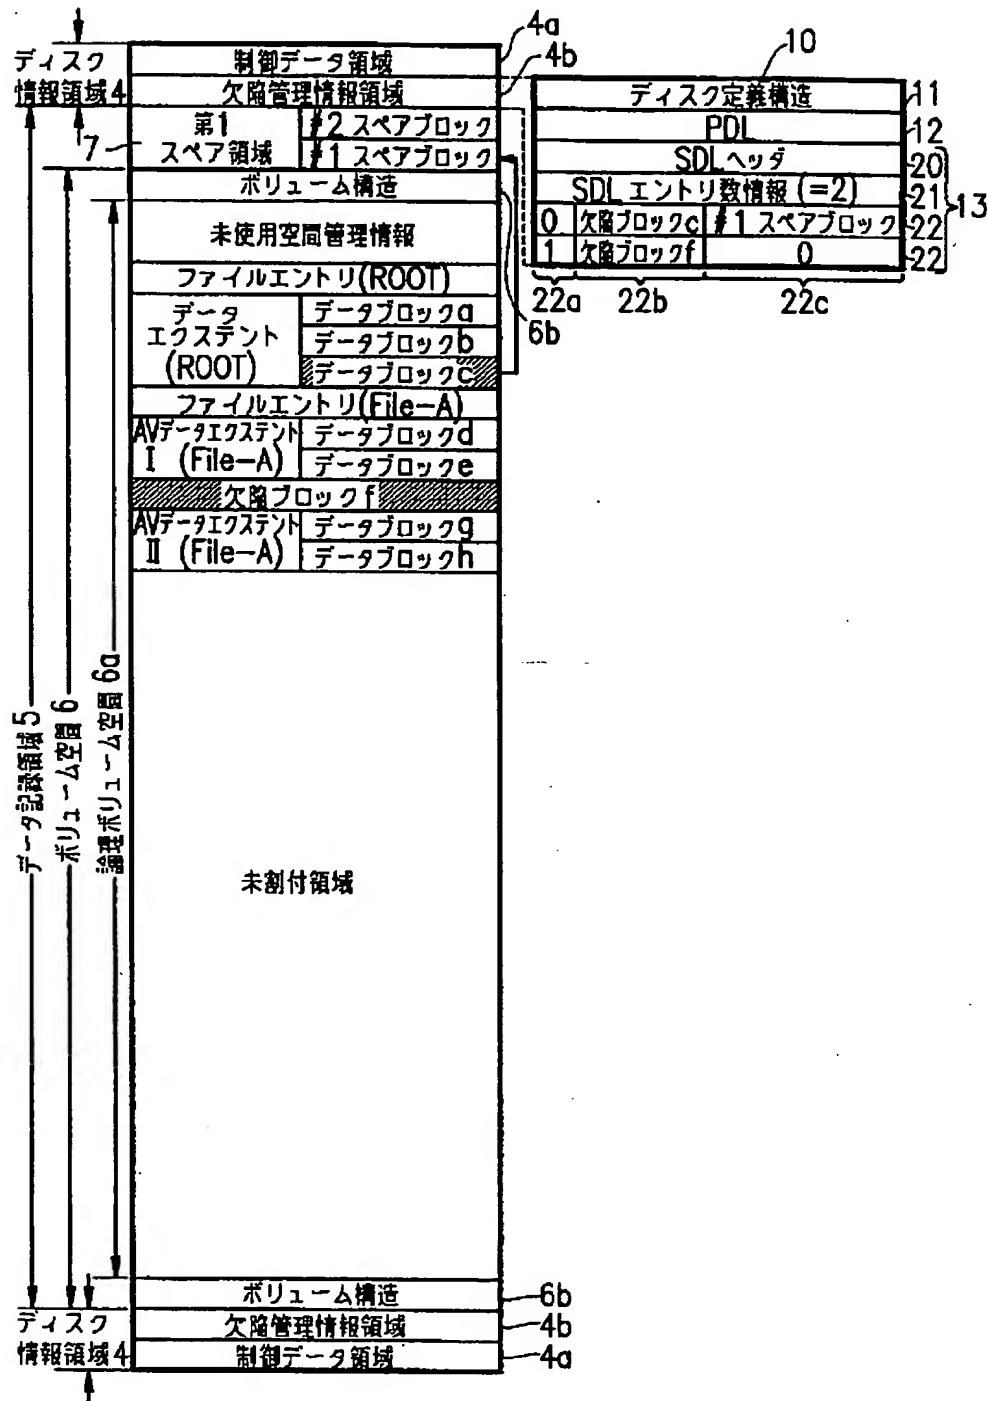 4a
ディスク
情報領域4
制御データ領域
4b
欠陥管理情報領域
10
ディスク定義構造
11
PDL
12
SDLヘッダ
20
SDLエントリ数情報(=2)
21
13
0
欠陥ブロックc
#1 スペアブロック
22
1
欠陥ブロックf
0
22
22a
22b
22c
7
第1
スペア領域
#2 スペアブロック
#1 スペアブロック
ボリューム構造
6b
未使用空間管理情報
ファイルエントリ(ROOT)
データ
エクステント
(ROOT)
データブロックa
データブロックb
データブロックc
ファイルエントリ(File-A)
AVデータエクステント
I (File-A)
データブロックd
データブロックe
欠陥ブロックf
AVデータエクステント
II (File-A)
データブロックg
データブロックh
データ記録領域5
ボリューム空間6
論理ボリューム空間6a
未割付領域
ボリューム構造
6b
ディスク
情報領域4
欠陥管理情報領域
4b
制御データ領域
4a